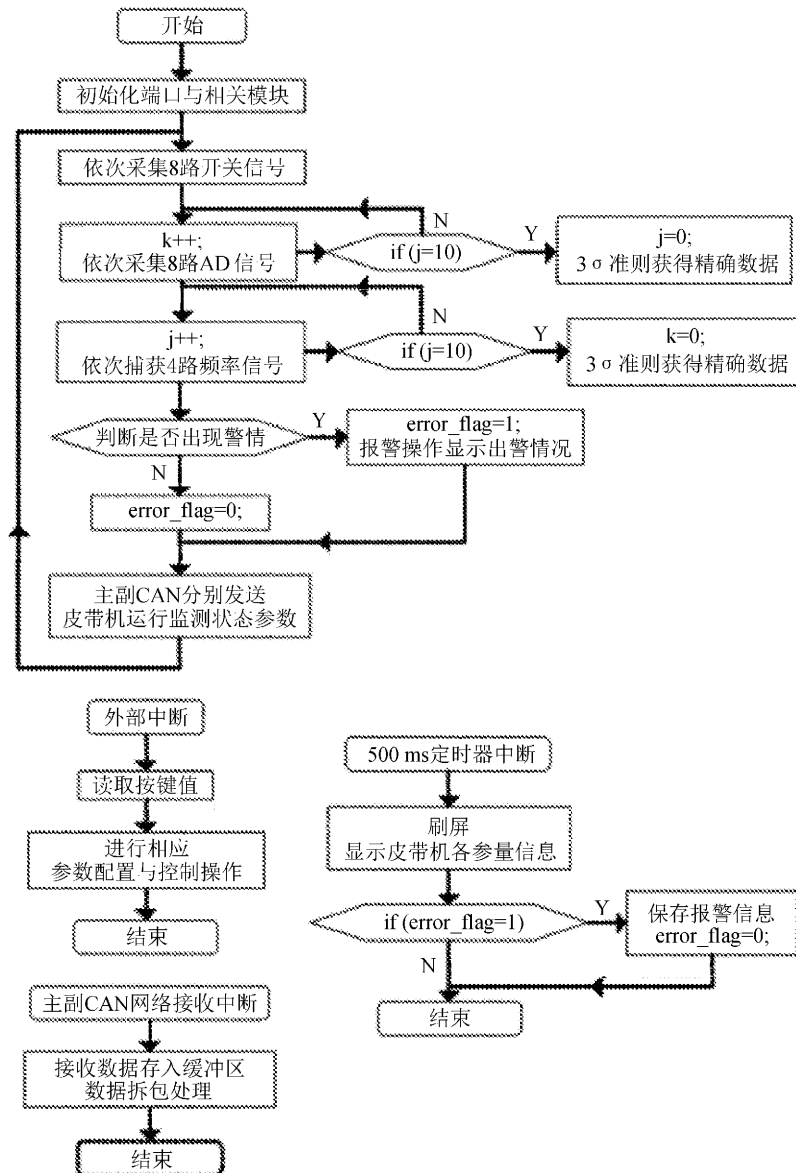 开始
初始化端口与相关模块
依次采集8路开关信号
N
Y
k++;
依次采集8路AD信号
if (j=10)
j=0;
3σ准则获得精确数据
N
Y
j++;
依次捕获4路频率信号
if (j=10)
k=0;
3σ准则获得精确数据
判断是否出现警情
Y
error_flag=1;
报警操作显示出警情况
N
error_flag=0;
主副CAN分别发送
皮带机运行监测状态参数
外部中断
读取按键值
进行相应
参数配置与控制操作
结束
500 ms定时器中断
刷屏
显示皮带机各参量信息
if (error_flag=1)
Y
保存报警信息
error_flag=0;
N
结束
主副CAN网络接收中断
接收数据存入缓冲区
数据拆包处理
结束